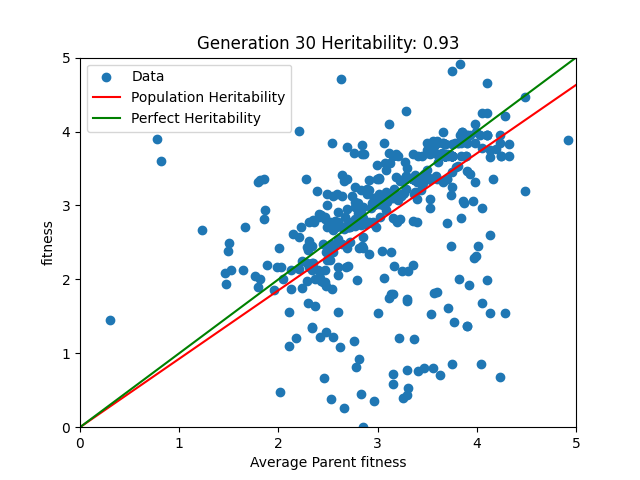 Generation 30 Heritability: 0.93
Data
Population Heritability
Perfect Heritability
fitness
5
4
3
2
1
0
0 1 2 3 4 5
Average Parent fitness